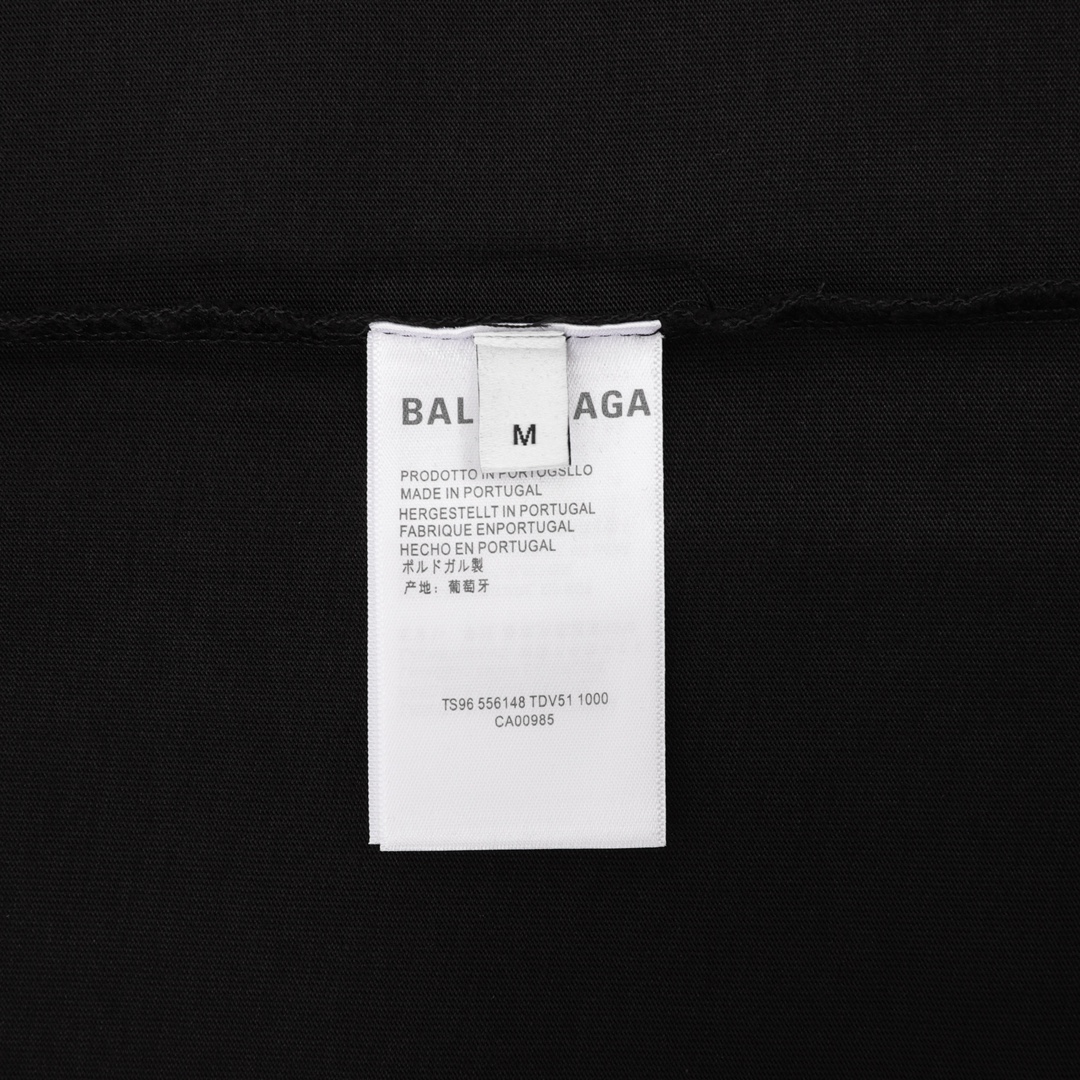 BAL AGA
M
PRODOTTO IN PORTOGSLLO
MADE IN PORTUGAL
HERGESTELLT IN PORTUGAL
FABRIQUE ENPORTUGAL
HECHO EN PORTUGAL
ポルドガル製
产地：葡萄牙
TS96 556148 TDV51 1000
CA00985